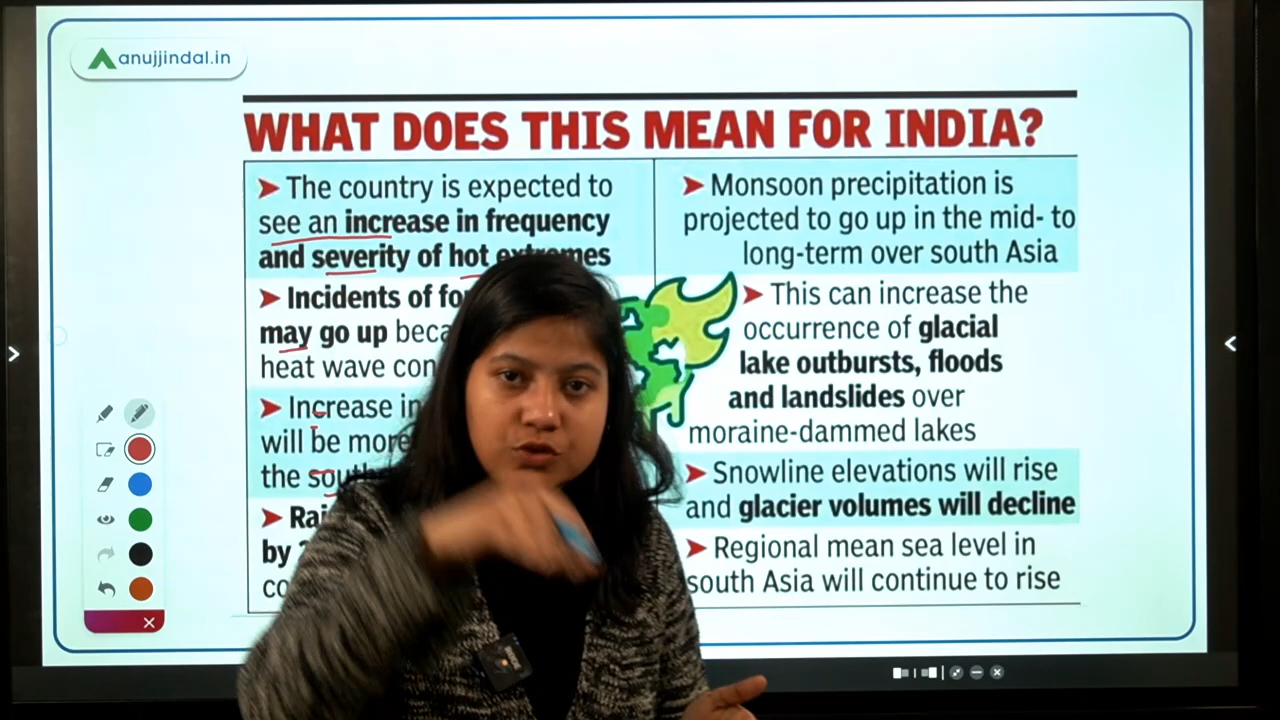 anujjindal.in
WHAT DOES THIS MEAN FOR INDIA?
➤ The country is expected to
see an increase in frequency
and severity of hot extremes
➤ Incidents of
may go up
heat wave
➤ Increase in
will be more
the
by
➤ Monsoon precipitation is
projected to go up in the mid- to
long-term over south Asia
➤ This can increase the
occurrence of glacial
lake outbursts, floods
and landslides over
moraine-dammed lakes
➤ Snowline elevations will rise
and glacier volumes will decline
➤ Regional mean sea level in
south Asia will continue to rise